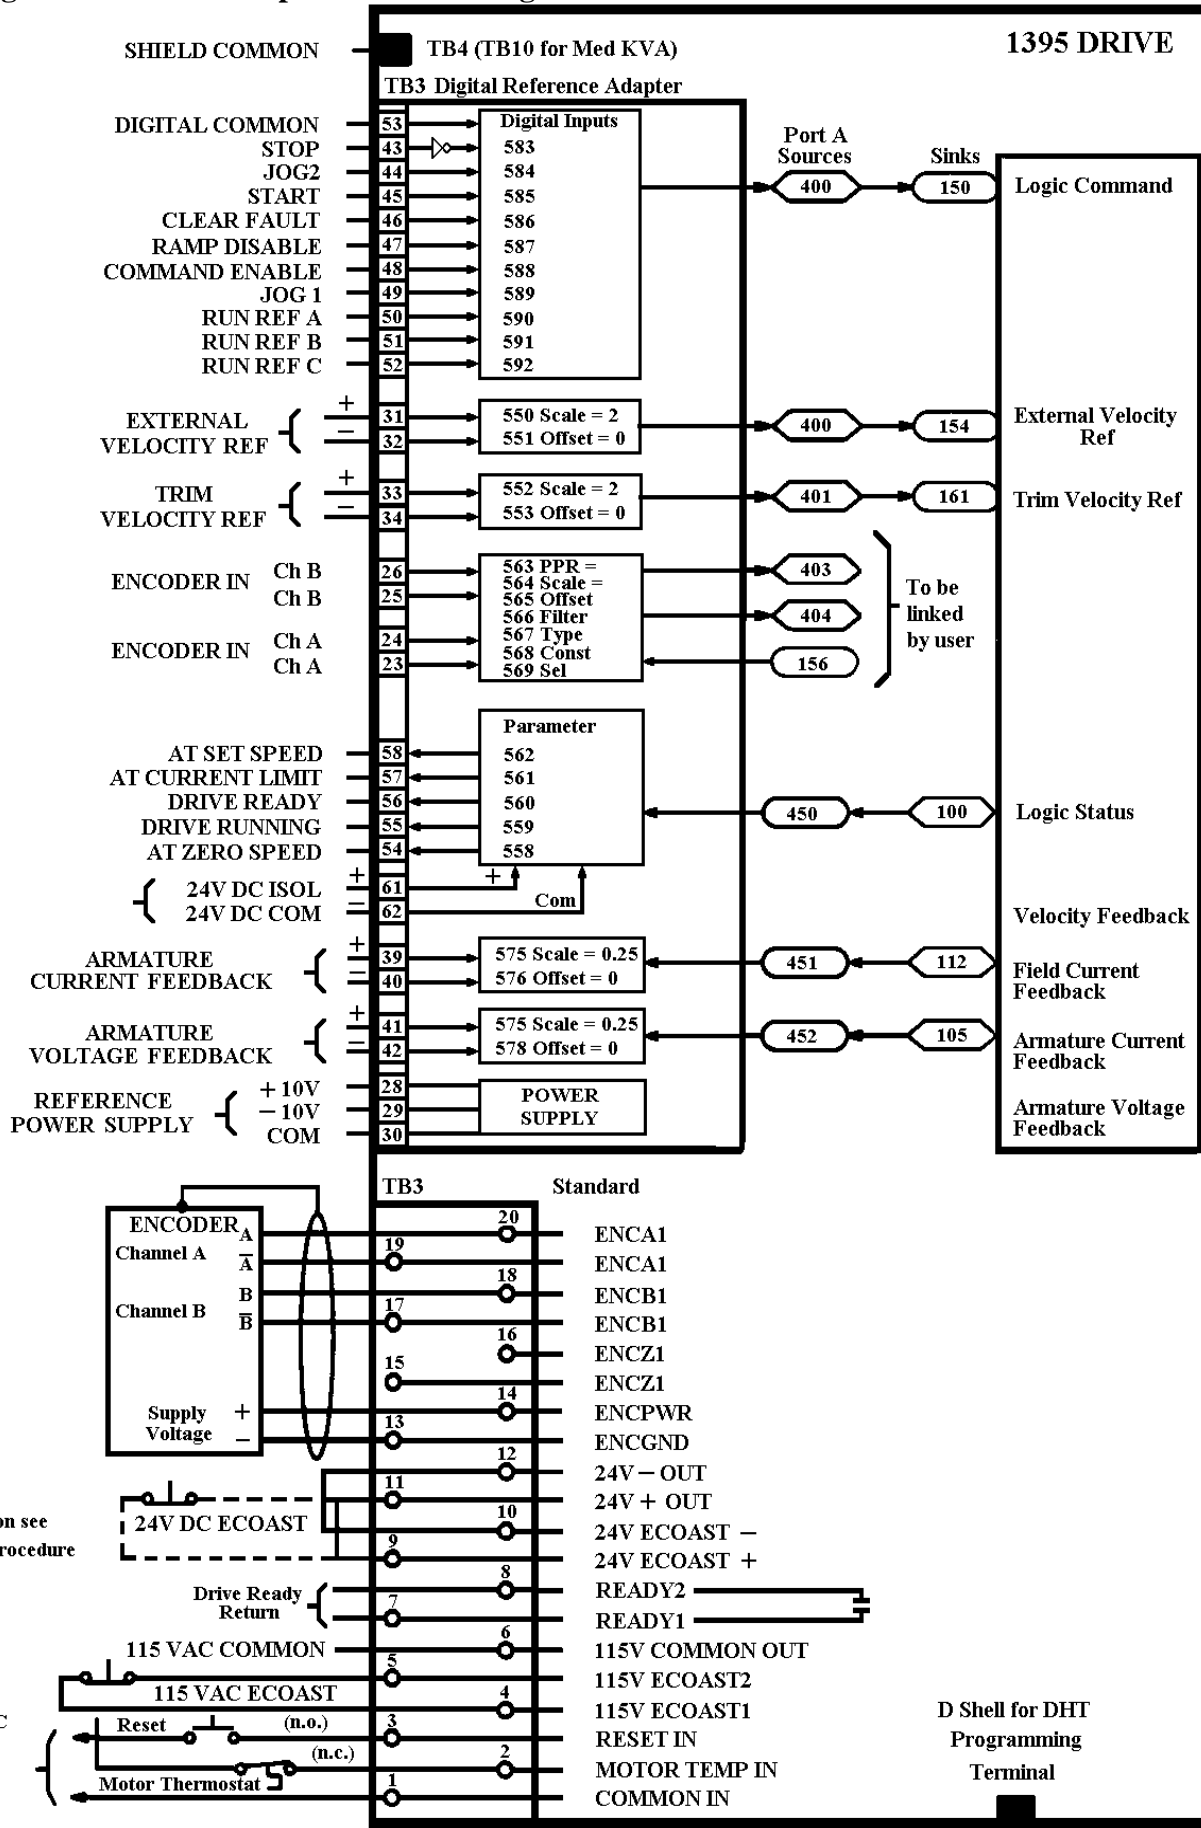 SHIELD COMMON TB4 (TB10 for Med KVA) 1395 DRIVE
TB3 Digital Reference Adapter
DIGITAL COMMON 53 Digital Inputs
STOP 43 583
JOG2 44 584
START 45 585
CLEAR FAULT 46 586
RAMP DISABLE 47 587
COMMAND ENABLE 48 588
JOG 1 49 589
RUN REF A 50 590
RUN REF B 51 591
RUN REF C 52 592
Port A
Sources
Sinks
400 150 Logic Command
EXTERNAL
VELOCITY REF
+ 31 550 Scale = 2
− 32 551 Offset = 0
400 154 External Velocity
Ref
TRIM
VELOCITY REF
+ 33 552 Scale = 2
− 34 553 Offset = 0
401 161 Trim Velocity Ref
ENCODER IN Ch B 26
Ch B 25
ENCODER IN Ch A 24
Ch A 23
563 PPR =
564 Scale =
565 Offset
566 Filter
567 Type
568 Const
569 Sel
403
404
156
To be
linked
by user
Parameter
AT SET SPEED 58 562
AT CURRENT LIMIT 57 561
DRIVE READY 56 560
DRIVE RUNNING 55 559
AT ZERO SPEED 54 558
450 100 Logic Status
24V DC ISOL + 61 +
24V DC COM − 62 Com
Velocity Feedback
ARMATURE
CURRENT FEEDBACK
+ 39 575 Scale = 0.25
− 40 576 Offset = 0
451 112 Field Current
Feedback
ARMATURE
VOLTAGE FEEDBACK
+ 41 575 Scale = 0.25
− 42 578 Offset = 0
452 105 Armature Current
Feedback
REFERENCE
POWER SUPPLY
+ 10V 28
− 10V 29
COM 30
POWER
SUPPLY
Armature Voltage
Feedback
TB3 Standard
ENCODER
Channel A
A 20 ENCA1
A̅ 19 ENCA1
Channel B
B 18 ENCB1
B̅ 17 ENCB1
16 ENCZ1
15 ENCZ1
Supply
Voltage
+ 14 ENCPWR
− 13 ENCGND
12 24V − OUT
11 24V + OUT
24V DC ECOAST
10 24V ECOAST −
9 24V ECOAST +
on see
rocedure
Drive Ready
Return
8 READY2
7 READY1
115 VAC COMMON 6 115V COMMON OUT
5 115V ECOAST2
115 VAC ECOAST 4 115V ECOAST1
C
Reset (n.o.) 3 RESET IN
(n.c.) 2 MOTOR TEMP IN
Motor Thermostat 1 COMMON IN
D Shell for DHT
Programming
Terminal